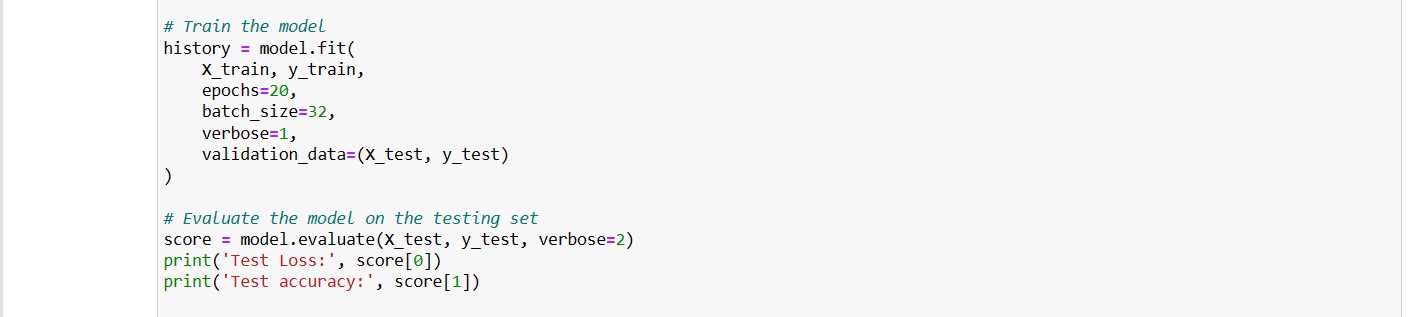 # Train the model
history = model.fit(
    X_train, y_train,
    epochs=20,
    batch_size=32,
    verbose=1,
    validation_data=(X_test, y_test)
)
# Evaluate the model on the testing set
score = model.evaluate(X_test, y_test, verbose=2)
print('Test Loss:', score[0])
print('Test accuracy:', score[1])